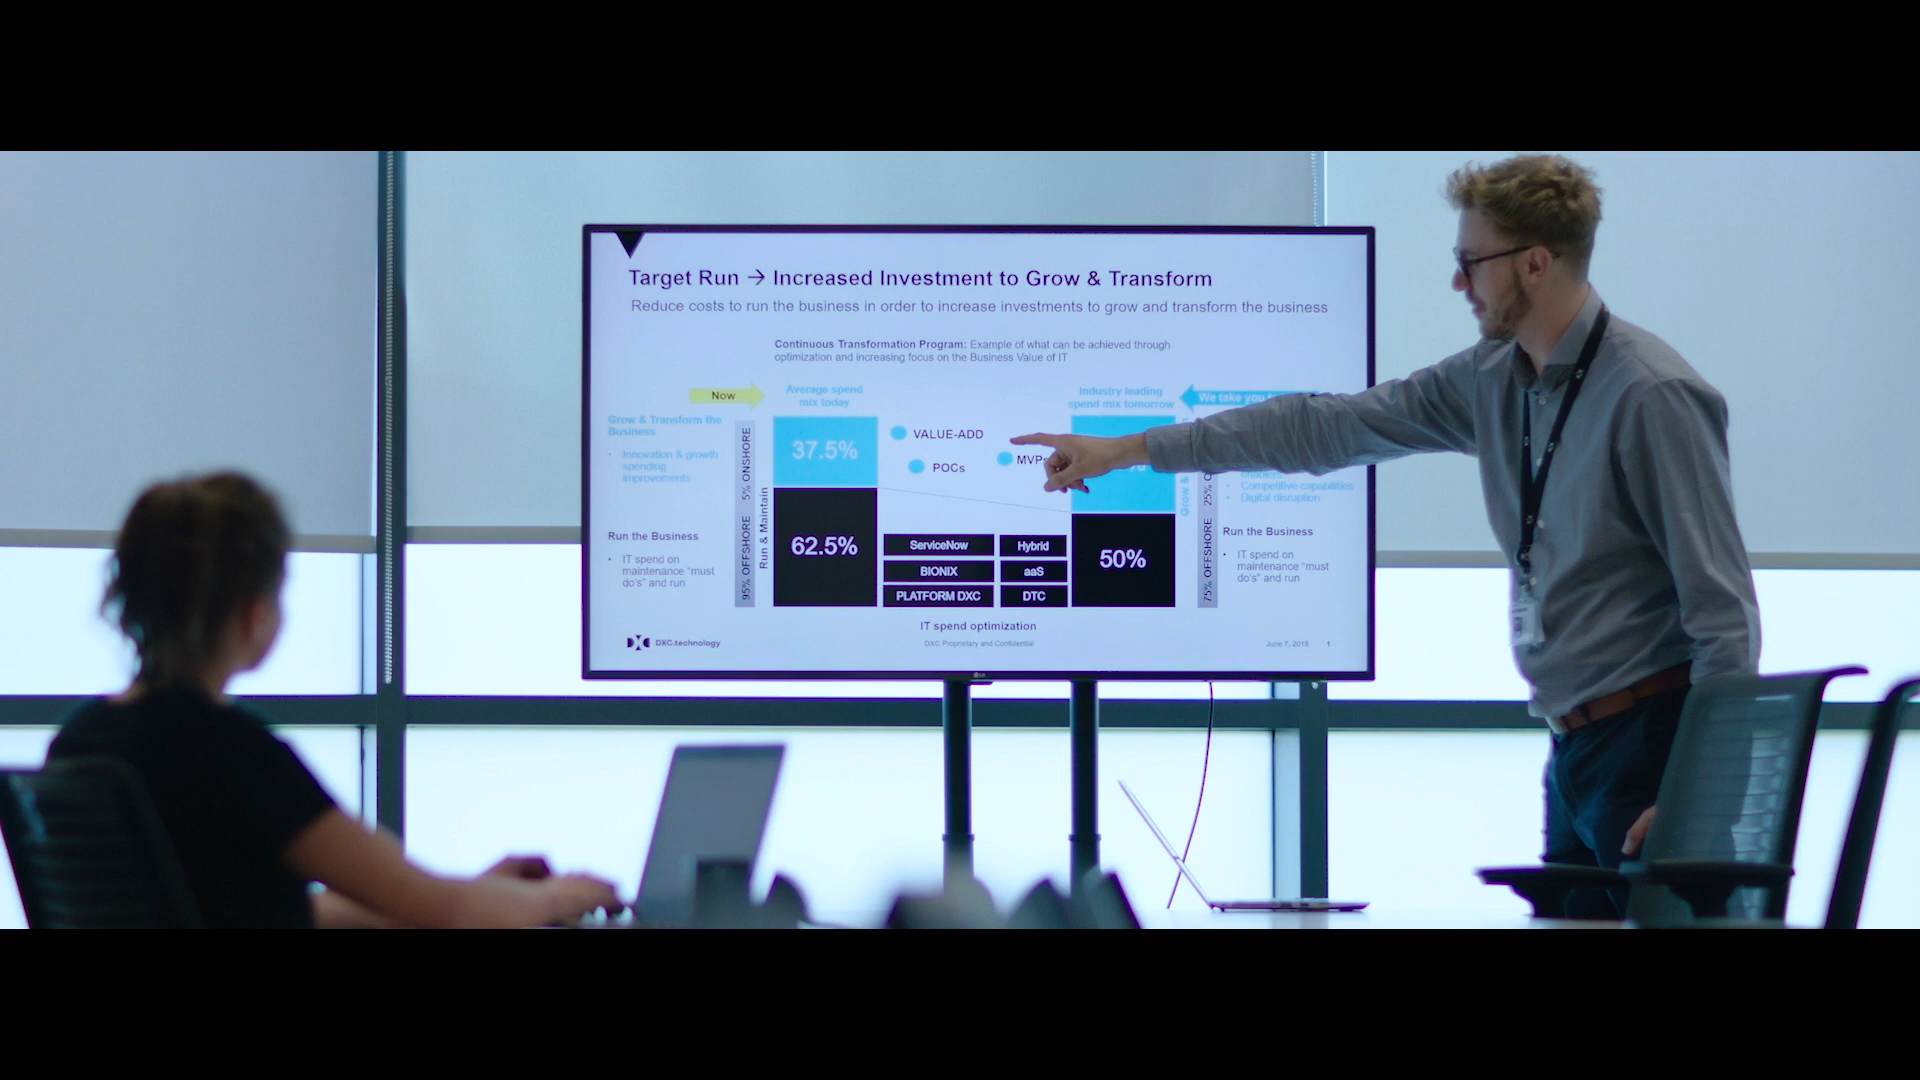 Target Run → Increased Investment to Grow & Transform
Reduce costs to run the business in order to increase investments to grow and transform the business
Continuous Transformation Program: Example of what can be achieved through
optimization and increasing focus on the Business Value of IT
Now
Average spend
mix today
Industry leading
spend mix tomorrow
We take you
Grow & Transform the
Business
• Innovation & growth
spending
improvements
Run the Business
• IT spend on
maintenance “must
do’s” and run
5% ONSHORE
95% OFFSHORE
Run & Maintain
37.5%
62.5%
VALUE-ADD
POCs
MVPs
ServiceNow
Hybrid
BIONIX
aaS
PLATFORM DXC
DTC
50%
Grow &
25% O
75% OFFSHORE
• Competitive capabilities
• Digital disruption
Run the Business
• IT spend on
maintenance “must
do’s” and run
IT spend optimization
DXC.technology
DXC Proprietary and Confidential
June 7, 2018
1
LG